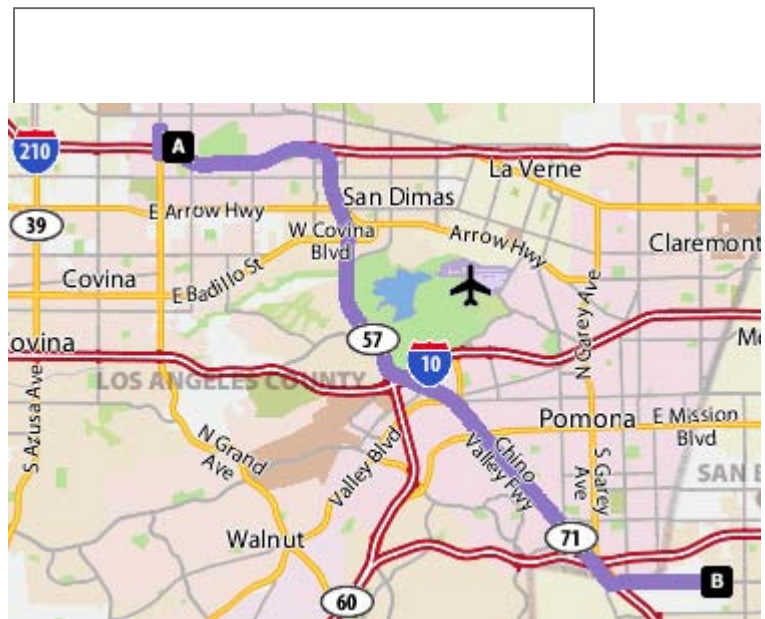 210
A
La Verne
San Dimas
39
E Arrow Hwy
W Covina
Blvd
Arrow Hwy
Claremont
Covina
E Badillo St
57
N Garey Ave
10
ovina
LOS ANGELES COUNTY
S Azusa Ave
N Grand
Ave
Valley Blvd
Pomona
E Mission
Blvd
Chino
Valley Fwy
S Garey
Ave
SAN B
Walnut
71
60
B